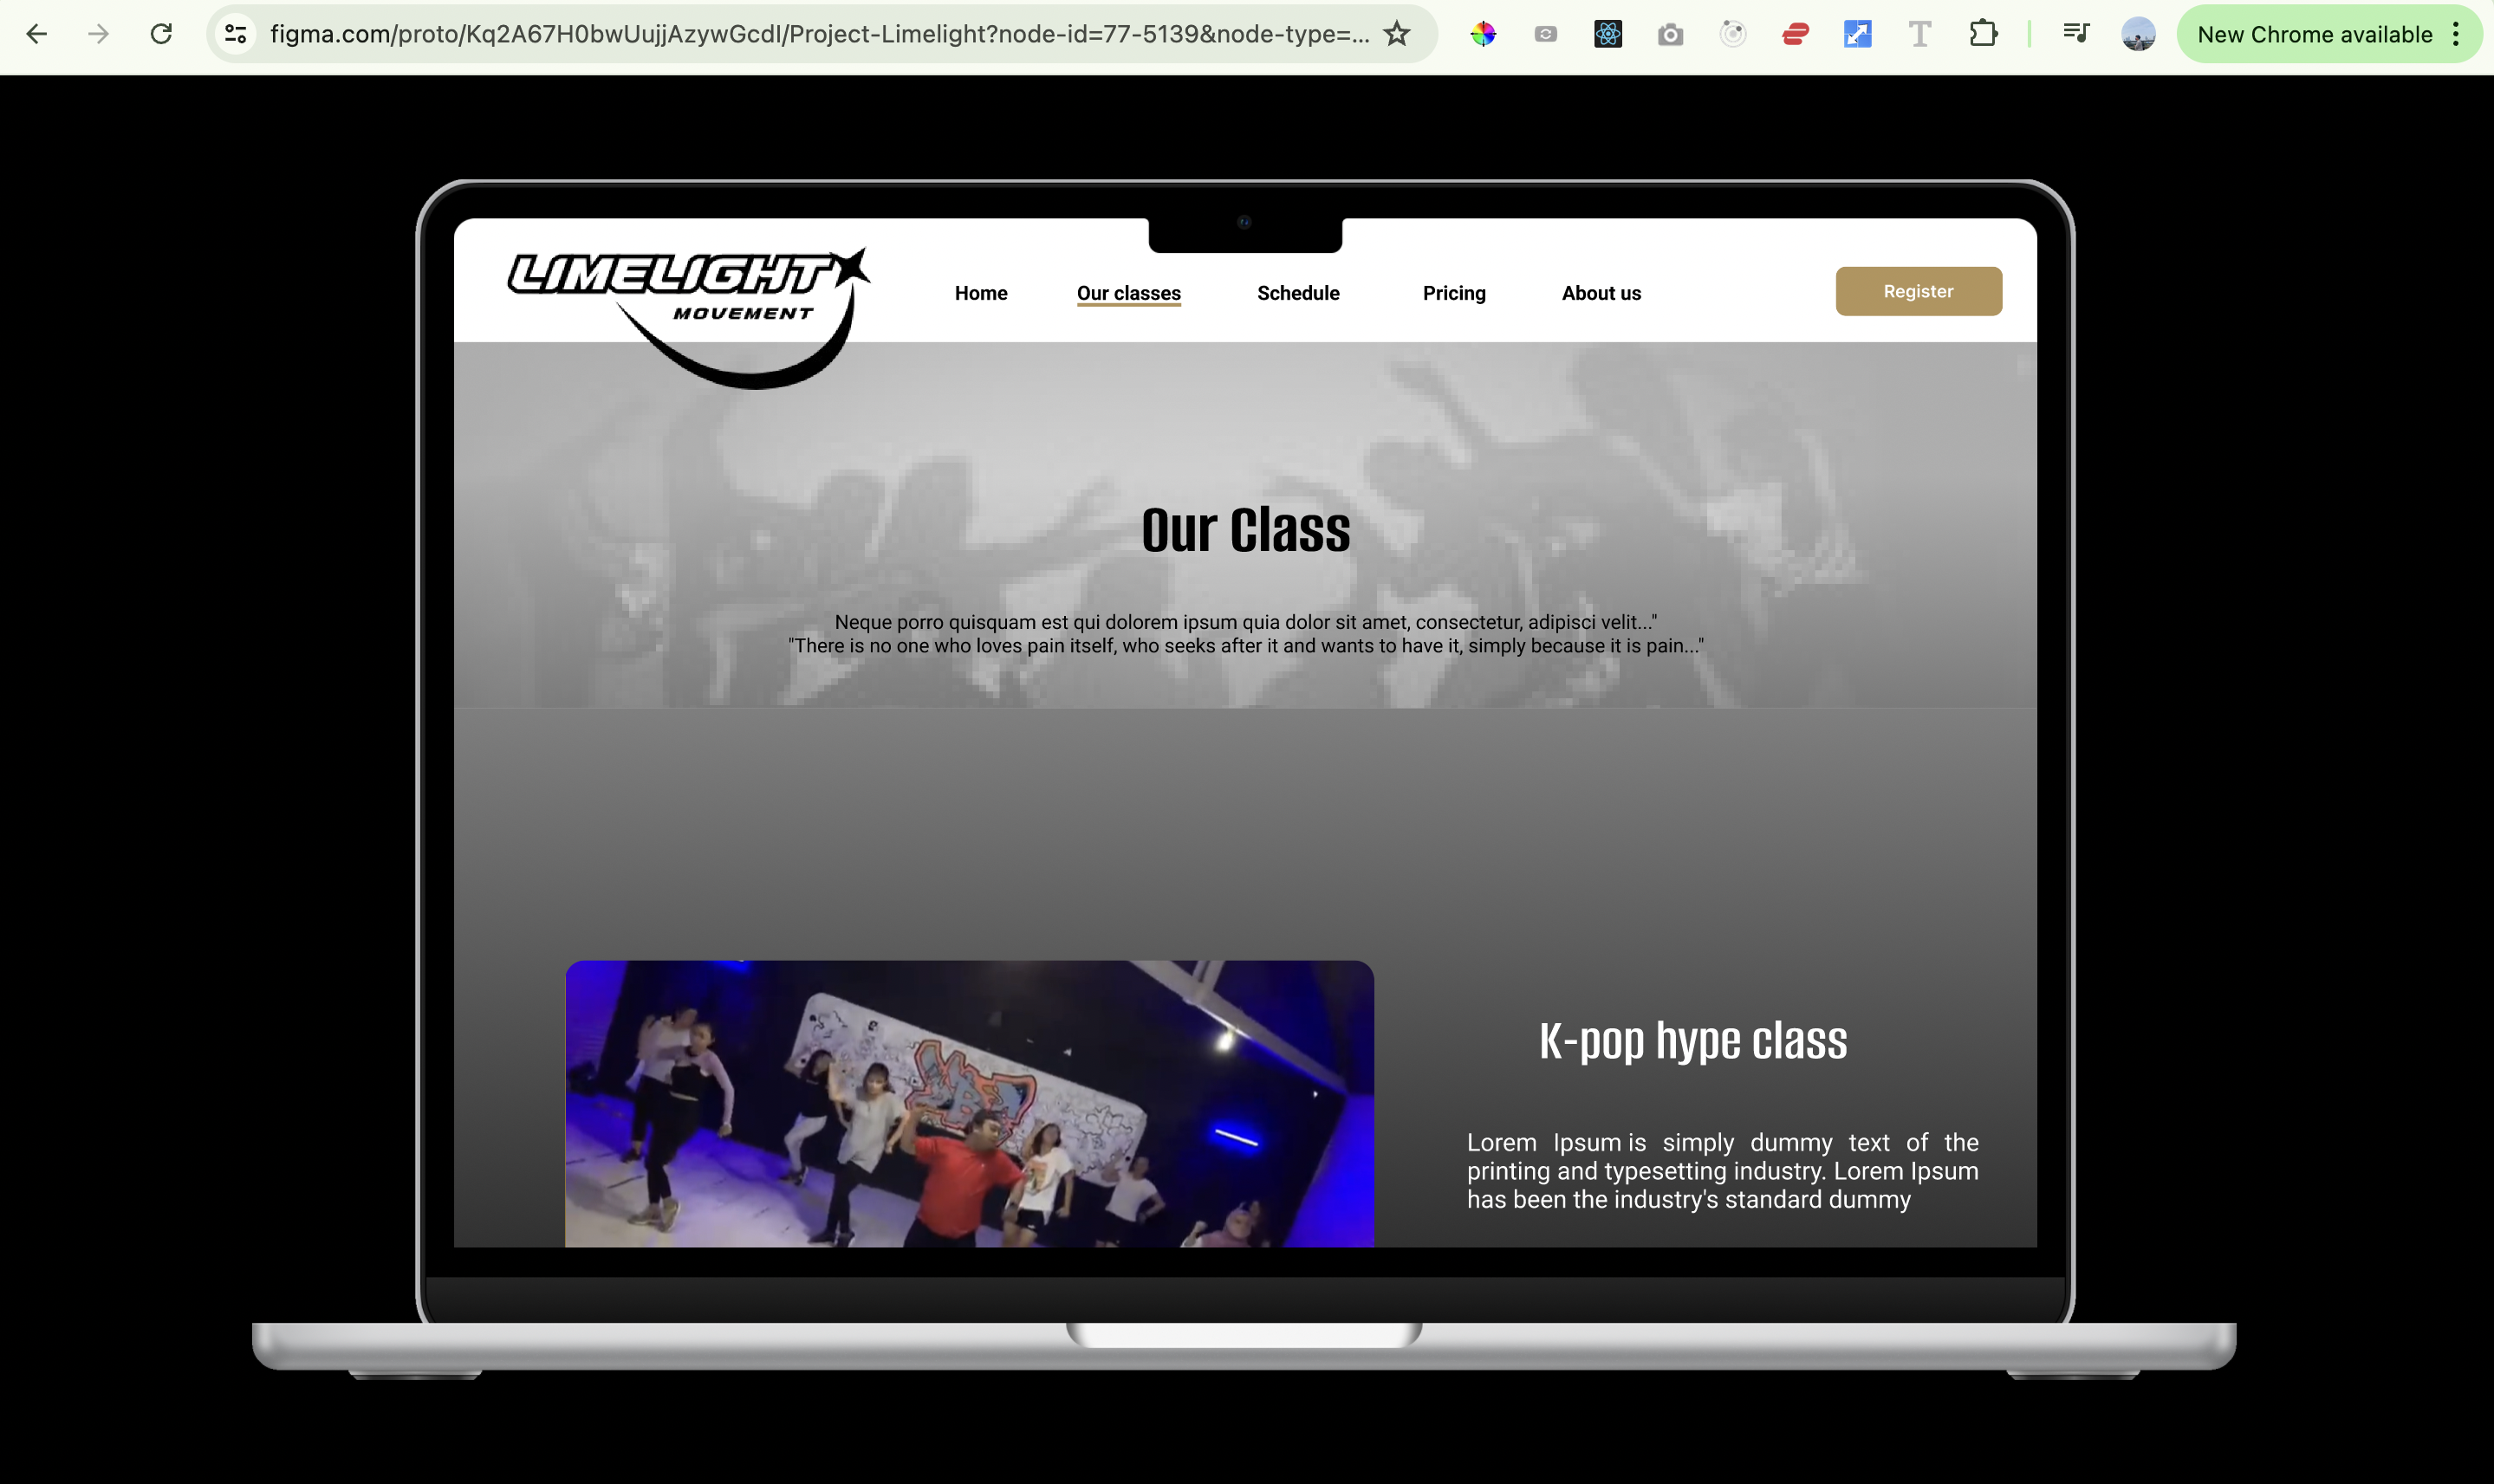 figma.com/proto/Kq2A67H0bwUujjAzywGcdI/Project-Limelight?node-id=77-5139&node-type=...
New Chrome available
LIMELIGHT
MOVEMENT
Home
Our classes
Schedule
Pricing
About us
Register
Our Class
Neque porro quisquam est qui dolorem ipsum quia dolor sit amet, consectetur, adipisci velit..."
"There is no one who loves pain itself, who seeks after it and wants to have it, simply because it is pain..."
K-pop hype class
Lorem Ipsum is simply dummy text of the
printing and typesetting industry. Lorem Ipsum
has been the industry's standard dummy